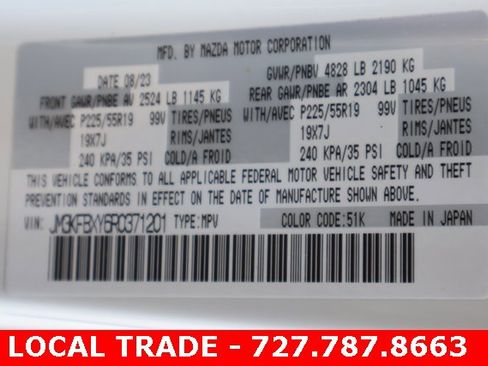 MFD. BY MAZDA MOTOR CORPORATION
DATE 08/23 GVWR/PNBV 4828 LB 2190 KG
FRONT GAWR/PNBE AV 2524 LB 1145 KG REAR GAWR/PNBE AR 2304 LB 1045 KG
WITH/AVEC P225/55R19 99V TIRES/PNEUS WITH/AVEC P225/55R19 99V TIRES/PNEUS
19X7J RIMS/JANTES 19X7J RIMS/JANTES
240 KPA/35 PSI COLD/A FROID 240 KPA/35 PSI COLD/A FROID
THIS VEHICLE CONFORMS TO ALL APPLICABLE FEDERAL MOTOR VEHICLE SAFETY AND THEFT
PREVENTION STANDARDS IN EFFECT ON THE DATE OF MANUFACTURE SHOWN ABOVE.
VIN: JM3KFBXY6R0371201 TYPE:MPV COLOR CODE:51K MADE IN JAPAN
LOCAL TRADE - 727.787.8663